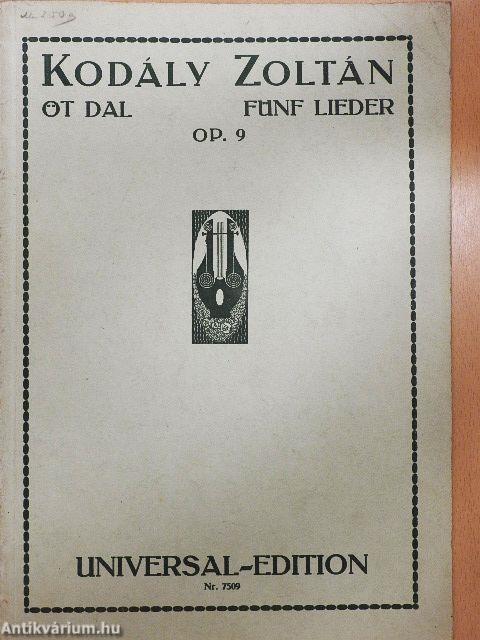 KODÁLY ZOLTÁN
ÖT DAL FÜNF LIEDER
OP. 9
UNIVERSAL-EDITION
Nr. 7509
Antikvárium.hu